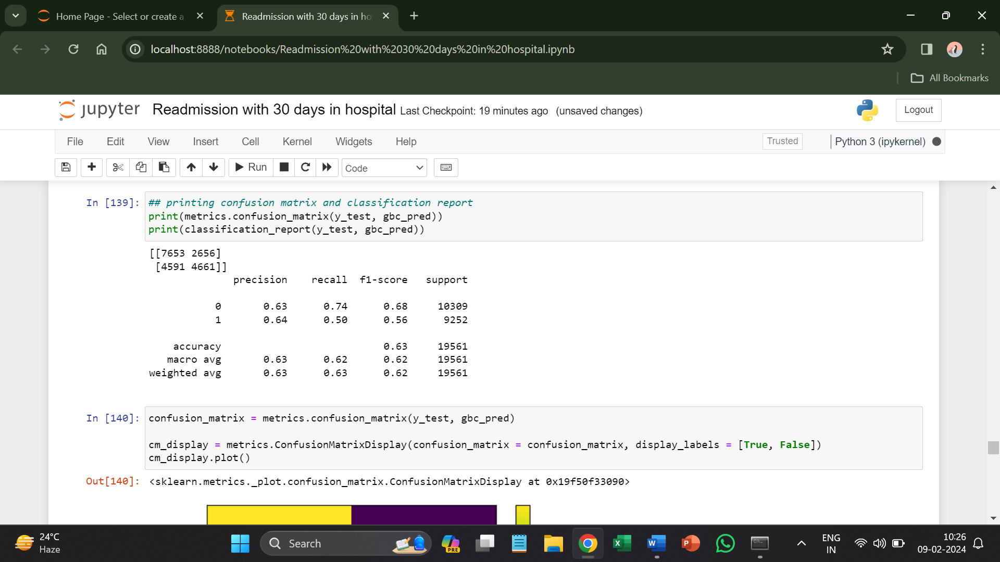 Home Page - Select or create a
Readmission with 30 days in ho
localhost:8888/notebooks/Readmission%20with%2030%20days%20in%20hospital.ipynb
All Bookmarks
jupyter Readmission with 30 days in hospital Last Checkpoint: 19 minutes ago (unsaved changes)
Logout
File Edit View Insert Cell Kernel Widgets Help
Trusted
Python 3 (ipykernel)
Run
Code
In [139]: ## printing confusion matrix and classification report
print(metrics.confusion_matrix(y_test, gbc_pred))
print(classification_report(y_test, gbc_pred))
[[7653 2656]
[4591 4661]]
precision recall f1-score support
0 0.63 0.74 0.68 10309
1 0.64 0.50 0.56 9252
accuracy 0.63 19561
macro avg 0.63 0.62 0.62 19561
weighted avg 0.63 0.63 0.62 19561
In [140]: confusion_matrix = metrics.confusion_matrix(y_test, gbc_pred)
cm_display = metrics.ConfusionMatrixDisplay(confusion_matrix = confusion_matrix, display_labels = [True, False])
cm_display.plot()
Out[140]: <sklearn.metrics._plot.confusion_matrix.ConfusionMatrixDisplay at 0x19f50f33090>
24°C
Haze
Search
PRE
ENG
IN
10:26
09-02-2024